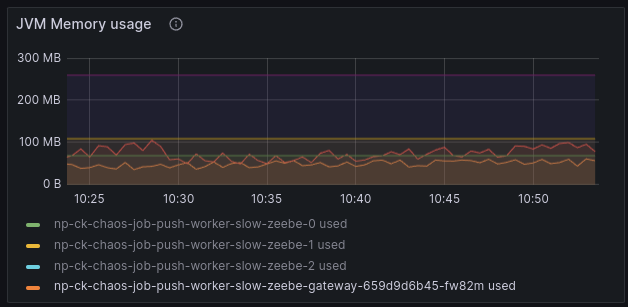 JVM Memory usage
300 MB
200 MB
100 MB
0 B
10:25 10:30 10:35 10:40 10:45 10:50
np-ck-chaos-job-push-worker-slow-zeebe-0 used
np-ck-chaos-job-push-worker-slow-zeebe-1 used
np-ck-chaos-job-push-worker-slow-zeebe-2 used
np-ck-chaos-job-push-worker-slow-zeebe-gateway-659d9d6b45-fw82m used